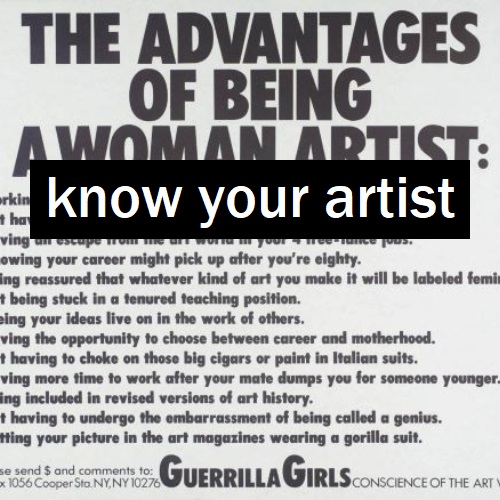 THE ADVANTAGES
OF BEING
A WOMAN ARTIST:
know your artist
ving an escape from the art world in your 4 free-lance jobs.
owing your career might pick up after you're eighty.
ing reassured that whatever kind of art you make it will be labeled femi
t being stuck in a tenured teaching position.
eing your ideas live on in the work of others.
ving the opportunity to choose between career and motherhood.
t having to choke on those big cigars or paint in Italian suits.
ving more time to work after your mate dumps you for someone younger.
ing included in revised versions of art history.
t having to undergo the embarrassment of being called a genius.
tting your picture in the art magazines wearing a gorilla suit.
se send $ and comments to:
x 1056 Cooper Sta. NY, NY 10276 GUERRILLA GIRLS CONSCIENCE OF THE ART